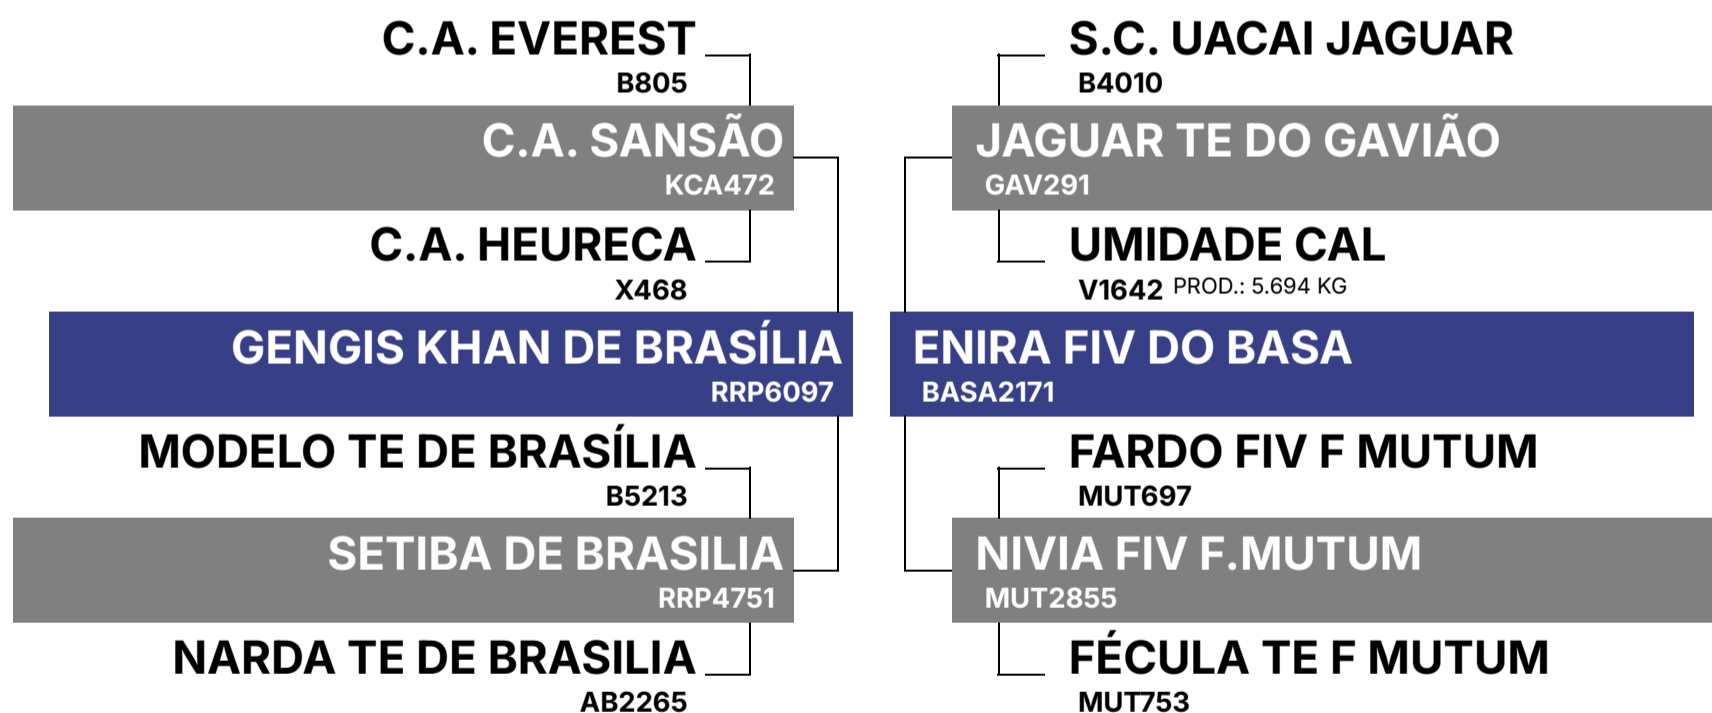 C.A. EVEREST
B805
C.A. SANSÃO
KCA472
C.A. HEURECA
X468
GENGIS KHAN DE BRASÍLIA
RRP6097
MODELO TE DE BRASÍLIA
B5213
SETIBA DE BRASILIA
RRP4751
NARDA TE DE BRASILIA
AB2265
S.C. UACAI JAGUAR
B4010
JAGUAR TE DO GAVIÃO
GAV291
UMIDADE CAL
V1642 PROD.: 5.694 KG
ENIRA FIV DO BASA
BASA2171
FARDO FIV F MUTUM
MUT697
NIVIA FIV F.MUTUM
MUT2855
FÉCULA TE F MUTUM
MUT753